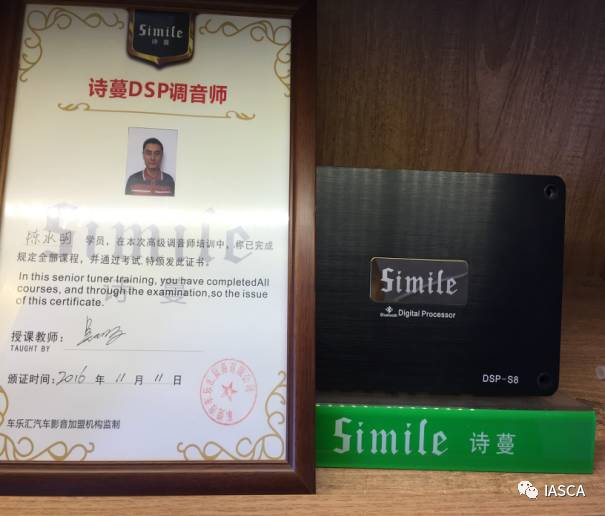 Simile
诗蔓
诗蔓DSP调音师
Simile
诗蔓
学员，在本次高级调音师培训中，你已完成
规定全部课程，并通过考试.特颁发此证书。
In this senior tuner training, you have completedAll
courses, and through the examination,so the issue
of this certificate.
授课教师：
TAUGHT BY
颁证时间：2016 年 11 月 11 日
车乐汇汽车影音加盟机构监制
Simile
Bluetooth Digital Processor
DSP-S8
Simile 诗蔓
IASCA